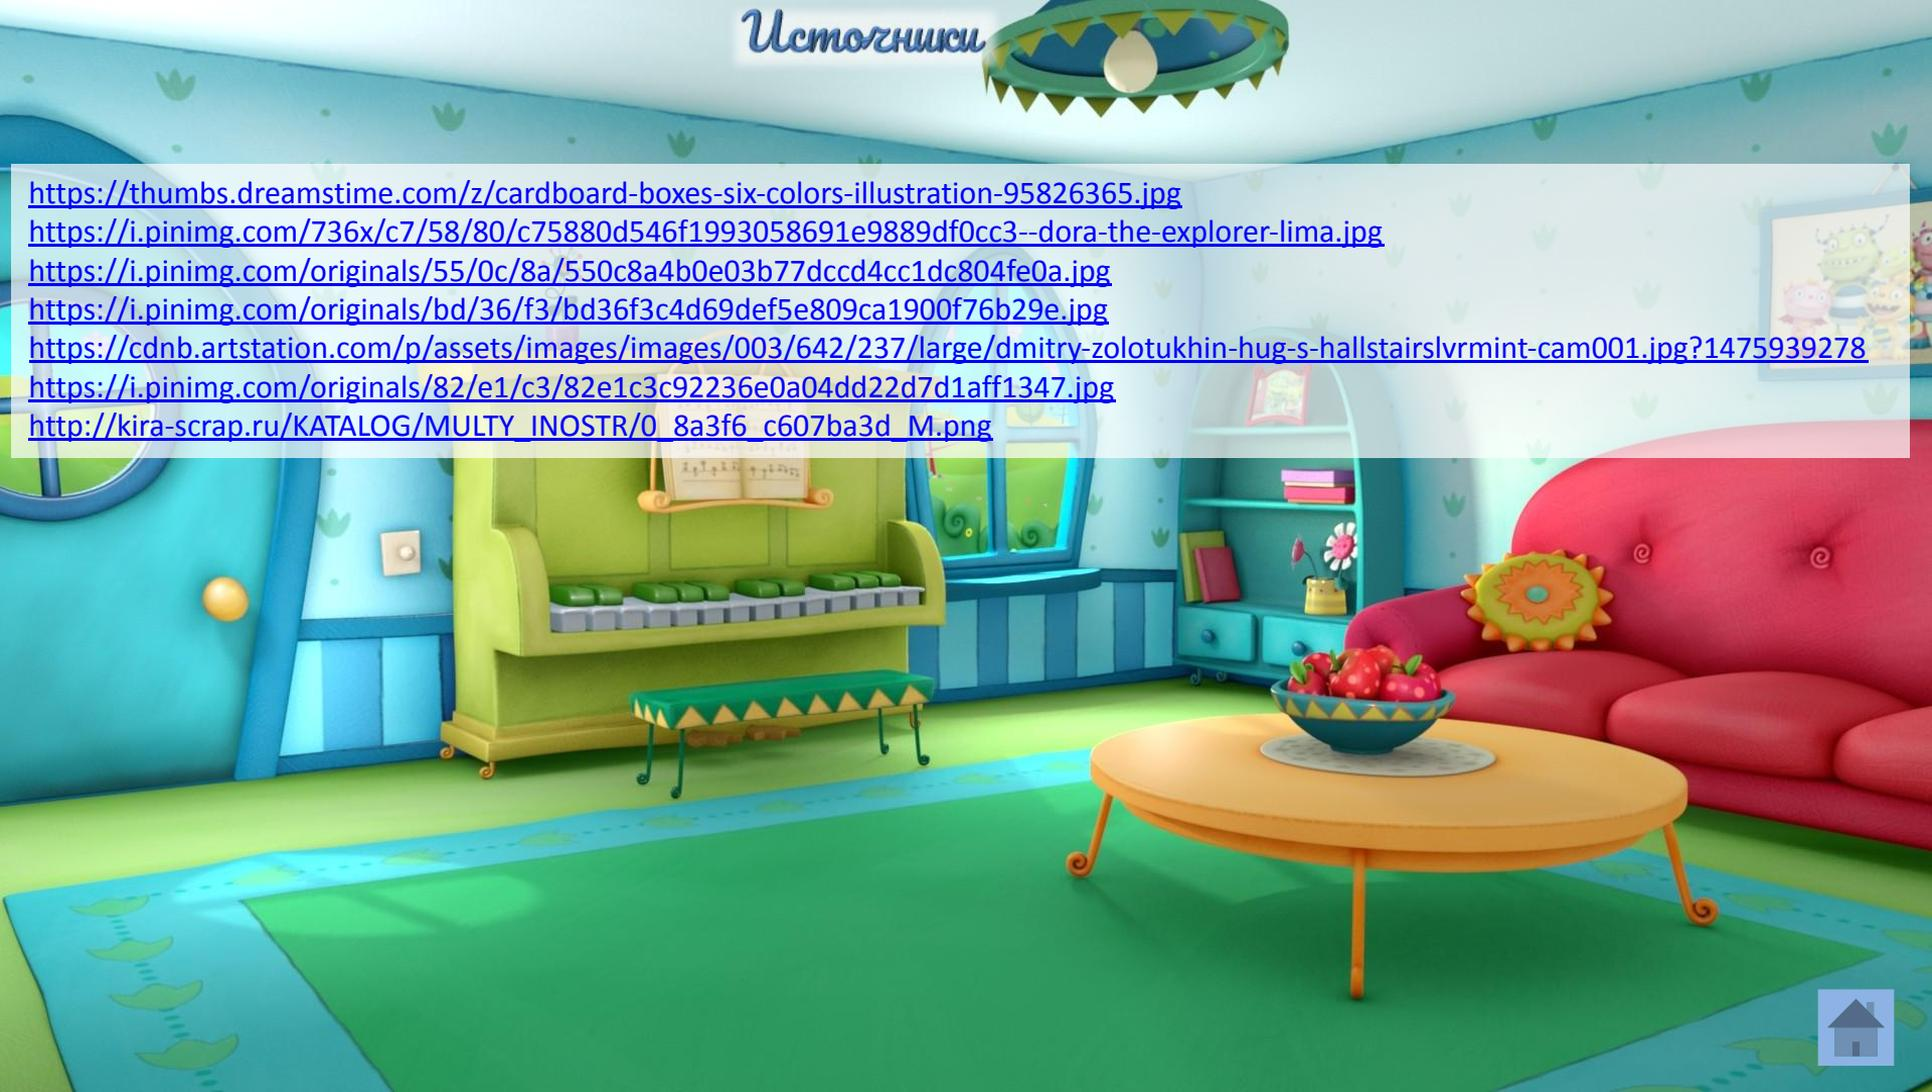 Источники
https://thumbs.dreamstime.com/z/cardboard-boxes-six-colors-illustration-95826365.jpg
https://i.pinimg.com/736x/c7/58/80/c75880d546f1993058691e9889df0cc3--dora-the-explorer-lima.jpg
https://i.pinimg.com/originals/55/0c/8a/550c8a4b0e03b77dccd4cc1dc804fe0a.jpg
https://i.pinimg.com/originals/bd/36/f3/bd36f3c4d69def5e809ca1900f76b29e.jpg
https://cdnb.artstation.com/p/assets/images/images/003/642/237/large/dmitry-zolotukhin-hug-s-hallstairslvrmint-cam001.jpg?1475939278
https://i.pinimg.com/originals/82/e1/c3/82e1c3c92236e0a04dd22d7d1aff1347.jpg
http://kira-scrap.ru/KATALOG/MULTY_INOSTR/0_8a3f6_c607ba3d_M.png